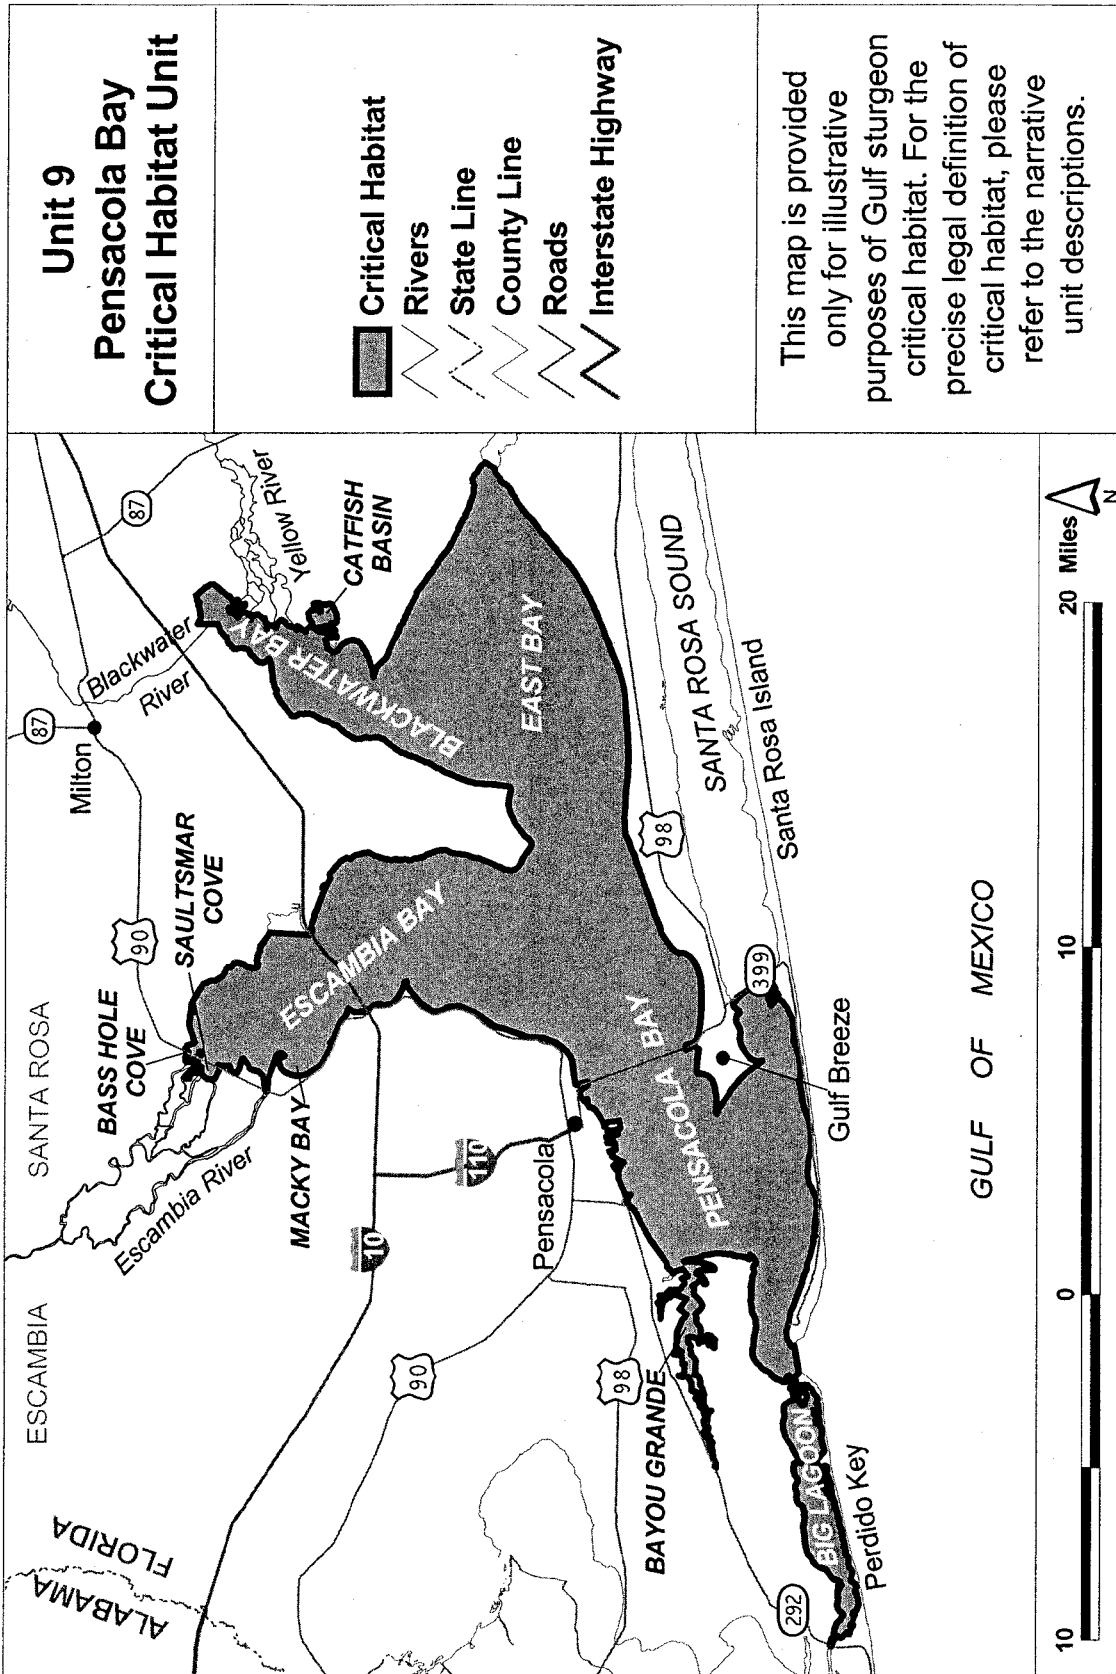 Unit 9
Pensacola Bay
Critical Habitat Unit
Critical Habitat
Rivers
State Line
County Line
Roads
Interstate Highway
This map is provided
only for illustrative
purposes of Gulf sturgeon
critical habitat. For the
precise legal definition of
critical habitat, please
refer to the narrative
unit descriptions.
ALABAMA
FLORIDA
ESCAMBIA
SANTA ROSA
Escambia River
BASS HOLE
COVE
SAULTSMAR
COVE
MACKY BAY
90
Milton
87
Blackwater
River
87
Yellow River
CATFISH
BASIN
BLACKWATER BAY
ESCAMBIA BAY
EAST BAY
10
110
90
Pensacola
98
BAYOU GRANDE
PENSACOLA BAY
98
399
SANTA ROSA SOUND
Santa Rosa Island
Gulf Breeze
292
BIG LAGOON
Perdido Key
GULF OF MEXICO
10
0
10
20 Miles
N